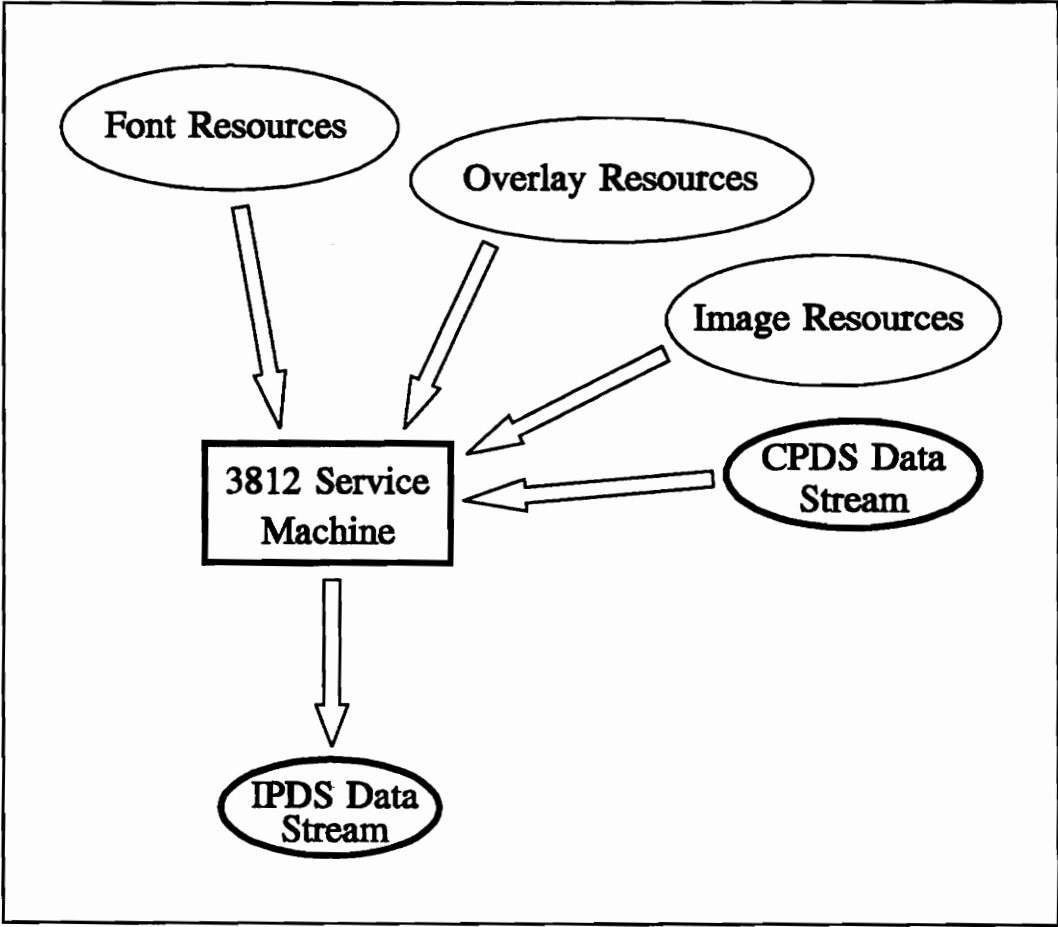 Font Resources
Overlay Resources
Image Resources
CPDS Data
Stream
3812 Service
Machine
IPDS Data
Stream